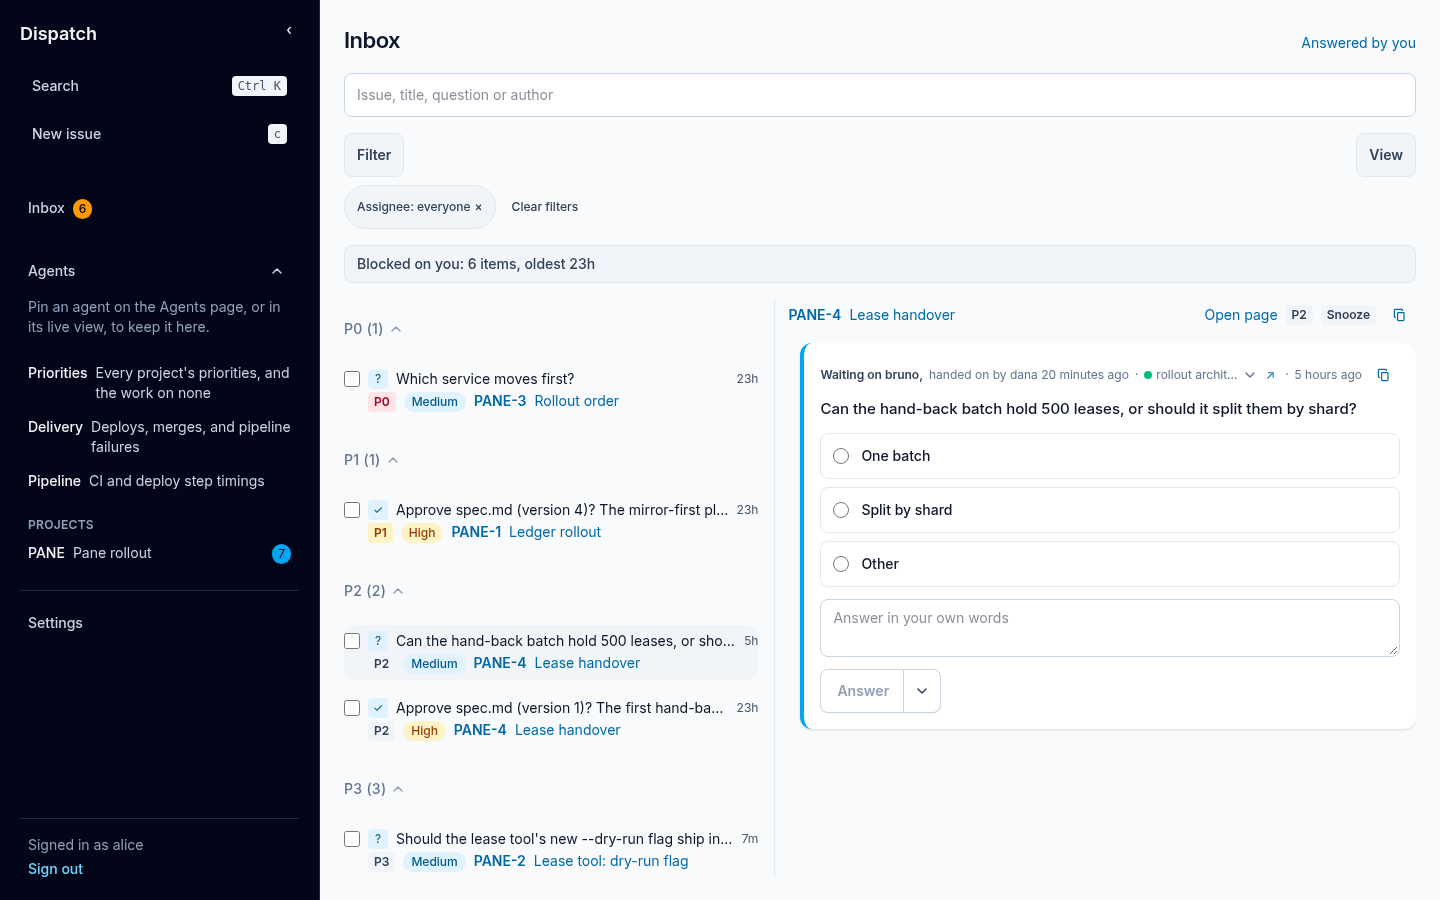 Dispatch
Search
Ctrl K
New issue
c
Inbox 6
Agents
Pin an agent on the Agents page, or in
its live view, to keep it here.
Priorities Every project's priorities, and
the work on none
Delivery Deploys, merges, and pipeline
failures
Pipeline CI and deploy step timings
PROJECTS
PANE Pane rollout 7
Settings
Signed in as alice
Sign out
Inbox
Answered by you
Issue, title, question or author
Filter
View
Assignee: everyone ×
Clear filters
Blocked on you: 6 items, oldest 23h
P0 (1)
? Which service moves first? 23h
P0 Medium PANE-3 Rollout order
P1 (1)
Approve spec.md (version 4)? The mirror-first pl... 23h
P1 High PANE-1 Ledger rollout
P2 (2)
? Can the hand-back batch hold 500 leases, or sho... 5h
P2 Medium PANE-4 Lease handover
Approve spec.md (version 1)? The first hand-ba... 23h
P2 High PANE-4 Lease handover
P3 (3)
? Should the lease tool's new --dry-run flag ship in... 7m
P3 Medium PANE-2 Lease tool: dry-run flag
PANE-4 Lease handover
Open page P2 Snooze
Waiting on bruno, handed on by dana 20 minutes ago · rollout archit... · 5 hours ago
Can the hand-back batch hold 500 leases, or should it split them by shard?
One batch
Split by shard
Other
Answer in your own words
Answer